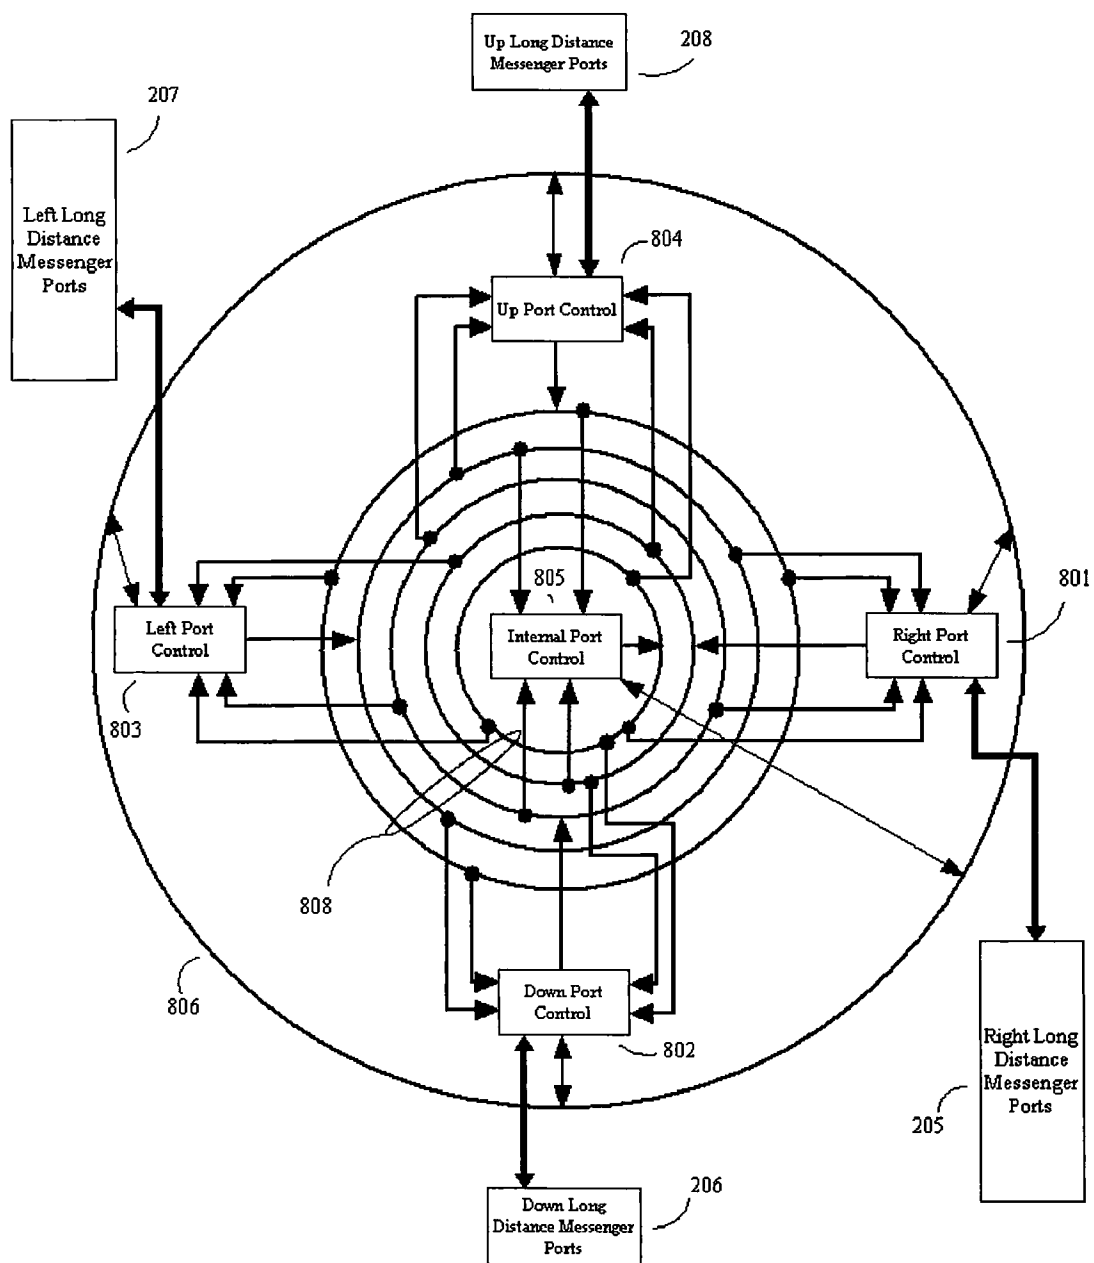 Up Long Distance
Messenger Ports
208
207
Left Long
Distance
Messenger
Ports
804
Up Port Control
805
Internal Port
Control
801
Left Port
Control
Right Port
Control
803
808
806
Down Port
Control
802
Right Long
Distance
Messenger
Ports
205
206
Down Long
Distance Messenger
Ports